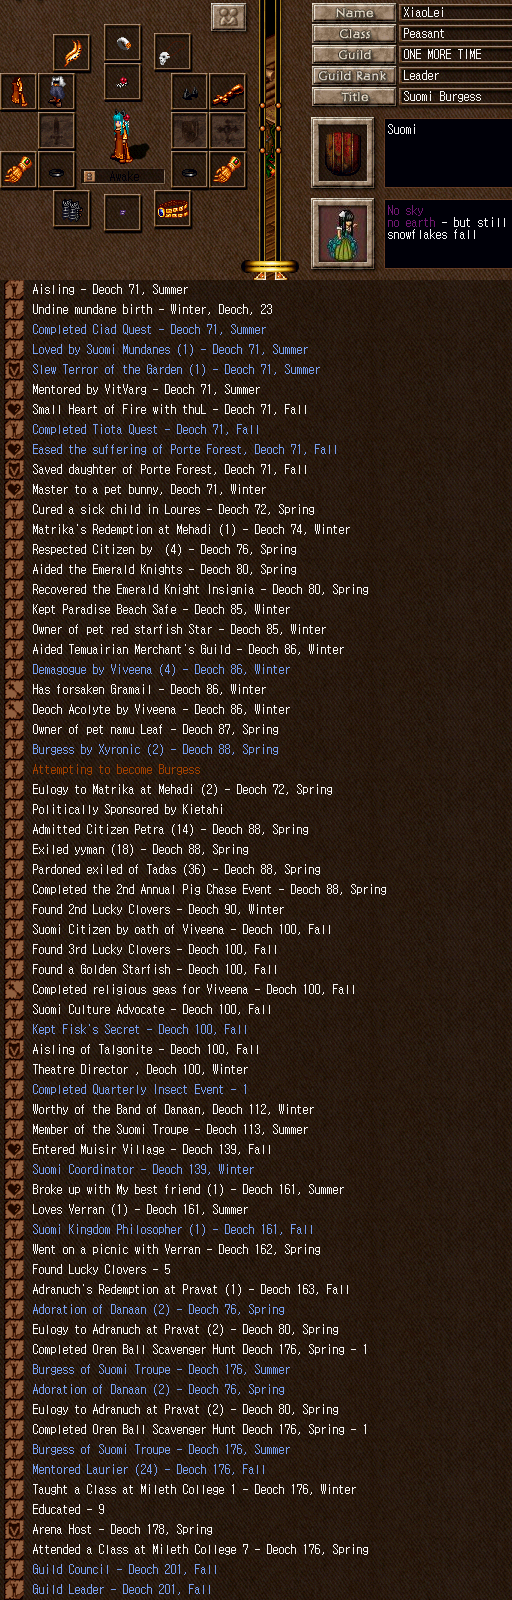 Name XiaoLei
Class Peasant
Guild ONE MORE TIME
Guild Rank Leader
Title Suomi Burgess
Suomi
Awake
No sky
no earth - but still
snowflakes fall
Aisling - Deoch 71, Summer
Undine mundane birth - Winter, Deoch, 23
Completed Ciad Quest - Deoch 71, Summer
Loved by Suomi Mundanes (1) - Deoch 71, Summer
Slew Terror of the Garden (1) - Deoch 71, Summer
Mentored by VitVarg - Deoch 71, Summer
Small Heart of Fire with thuL - Deoch 71, Fall
Completed Tiota Quest - Deoch 71, Fall
Eased the suffering of Porte Forest, Deoch 71, Fall
Saved daughter of Porte Forest, Deoch 71, Fall
Master to a pet bunny, Deoch 71, Winter
Cured a sick child in Loures - Deoch 72, Spring
Matrika's Redemption at Mehadi (1) - Deoch 74, Winter
Respected Citizen by  (4) - Deoch 76, Spring
Aided the Emerald Knights - Deoch 80, Spring
Recovered the Emerald Knight Insignia - Deoch 80, Spring
Kept Paradise Beach Safe - Deoch 85, Winter
Owner of pet red starfish Star - Deoch 85, Winter
Aided Temuairian Merchant's Guild - Deoch 86, Winter
Demagogue by Viveena (4) - Deoch 86, Winter
Has forsaken Gramail - Deoch 86, Winter
Deoch Acolyte by Viveena - Deoch 86, Winter
Owner of pet namu Leaf - Deoch 87, Spring
Burgess by Xyronic (2) - Deoch 88, Spring
Attempting to become Burgess
Eulogy to Matrika at Mehadi (2) - Deoch 72, Spring
Politically Sponsored by Kietahi
Admitted Citizen Petra (14) - Deoch 88, Spring
Exiled yyman (18) - Deoch 88, Spring
Pardoned exiled of Tadas (36) - Deoch 88, Spring
Completed the 2nd Annual Pig Chase Event - Deoch 88, Spring
Found 2nd Lucky Clovers - Deoch 90, Winter
Suomi Citizen by oath of Viveena - Deoch 100, Fall
Found 3rd Lucky Clovers - Deoch 100, Fall
Found a Golden Starfish - Deoch 100, Fall
Completed religious geas for Viveena - Deoch 100, Fall
Suomi Culture Advocate - Deoch 100, Fall
Kept Fisk's Secret - Deoch 100, Fall
Aisling of Talgonite - Deoch 100, Fall
Theatre Director , Deoch 100, Winter
Completed Quarterly Insect Event - 1
Worthy of the Band of Danaan, Deoch 112, Winter
Member of the Suomi Troupe - Deoch 113, Summer
Entered Muisir Village - Deoch 139, Fall
Suomi Coordinator - Deoch 139, Winter
Broke up with My best friend (1) - Deoch 161, Summer
Loves Verran (1) - Deoch 161, Summer
Suomi Kingdom Philosopher (1) - Deoch 161, Fall
Went on a picnic with Verran - Deoch 162, Spring
Found Lucky Clovers - 5
Adranuch's Redemption at Pravat (1) - Deoch 163, Fall
Adoration of Danaan (2) - Deoch 76, Spring
Eulogy to Adranuch at Pravat (2) - Deoch 80, Spring
Completed Oren Ball Scavenger Hunt Deoch 176, Spring - 1
Burgess of Suomi Troupe - Deoch 176, Summer
Adoration of Danaan (2) - Deoch 76, Spring
Eulogy to Adranuch at Pravat (2) - Deoch 80, Spring
Completed Oren Ball Scavenger Hunt Deoch 176, Spring - 1
Burgess of Suomi Troupe - Deoch 176, Summer
Mentored Laurier (24) - Deoch 176, Fall
Taught a Class at Mileth College 1 - Deoch 176, Winter
Educated - 9
Arena Host - Deoch 178, Spring
Attended a Class at Mileth College 7 - Deoch 176, Spring
Guild Council - Deoch 201, Fall
Guild Leader - Deoch 201, Fall